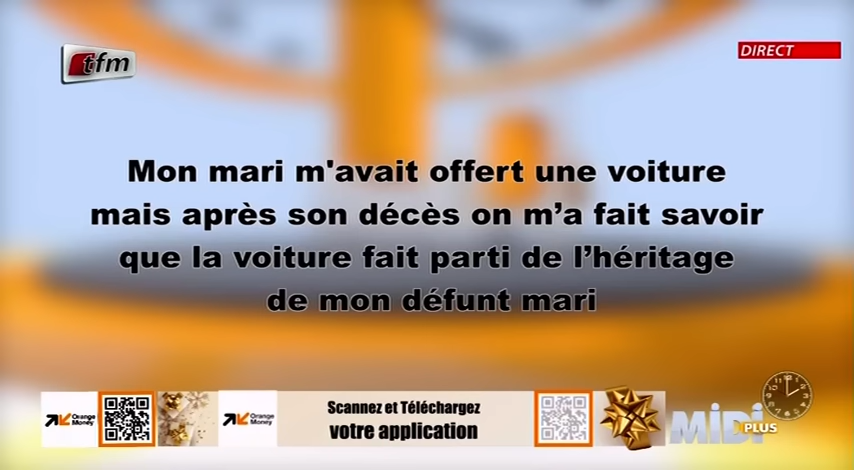 tfm
DIRECT
Mon mari m'avait offert une voiture
mais après son décès on m'a fait savoir
que la voiture fait parti de l'héritage
de mon défunt mari
Orange Money
Orange Money
Scannez et Téléchargez
votre application
MiDi
PLUS